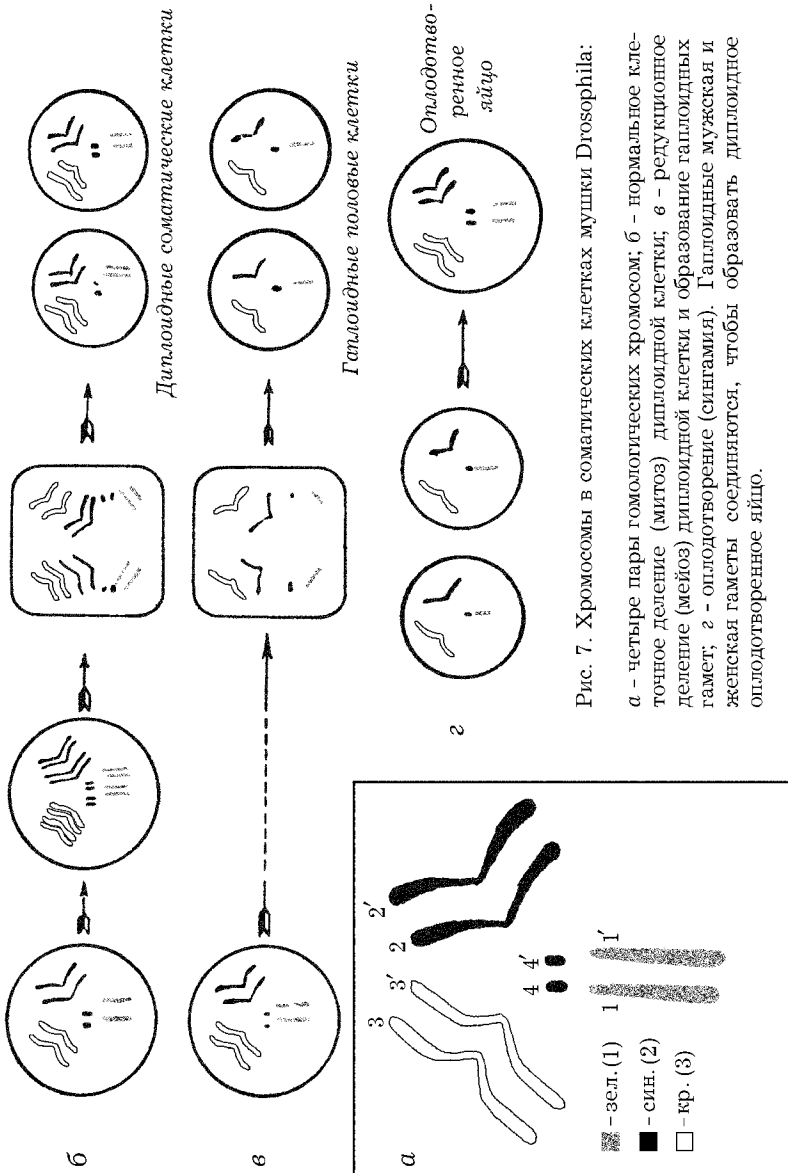 б
Диплоидные соматические клетки
в
Гаплоидные половые клетки
г
Оплодотво-
ренное
яйцо
а
3
3′
2
2′
4
4′
1
1′
– зел. (1)
– син. (2)
– кр. (3)
Рис. 7. Хромосомы в соматических клетках мушки Drosophila:
а – четыре пары гомологических хромосом; б – нормальное кле-
точное деление (митоз) диплоидной клетки; в – редукционное
деление (мейоз) диплоидной клетки и образование гаплоидных
гамет; г – оплодотворение (сингамия). Гаплоидные мужская и
женская гаметы соединяются, чтобы образовать диплоидное
оплодотворенное яйцо.